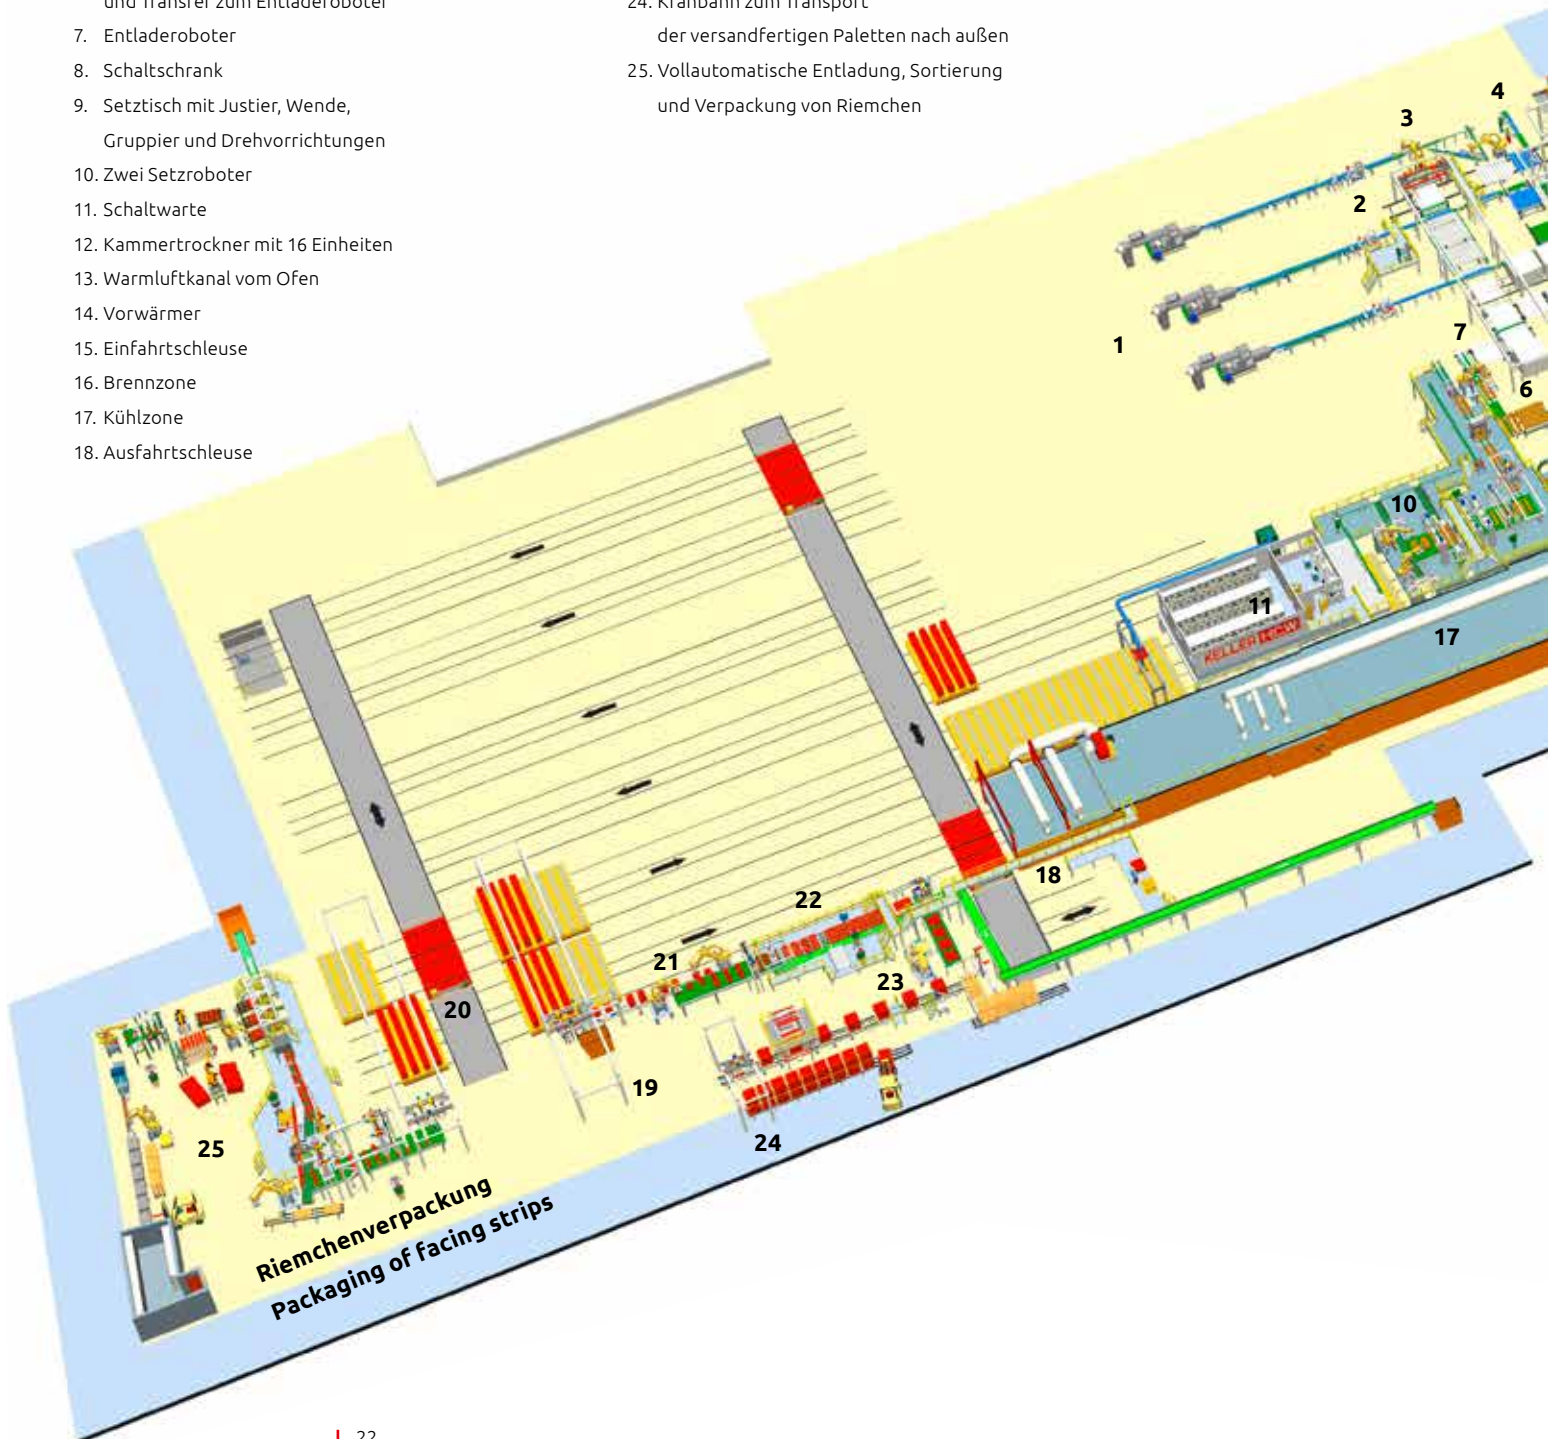 und Transfer zum Entladeroboter
7. Entladeroboter
8. Schaltschrank
9. Setztisch mit Justier, Wende,
Gruppier und Drehvorrichtungen
10. Zwei Setzroboter
11. Schaltwarte
12. Kammertrockner mit 16 Einheiten
13. Warmluftkanal vom Ofen
14. Vorwärmer
15. Einfahrtschleuse
16. Brennzone
17. Kühlzone
18. Ausfahrtschleuse
24. Kranbahn zum Transport
der versandfertigen Paletten nach außen
25. Vollautomatische Entladung, Sortierung
und Verpackung von Riemchen
4
3
2
1
7
6
10
11
KELLER HCW
17
18
22
21
23
20
19
24
25
Riemchenverpackung
Packaging of facing strips
22